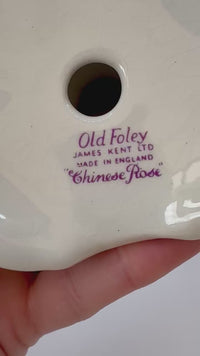 Old Foley
JAMES KENT LTD
MADE IN ENGLAND
"Chinese Rose"